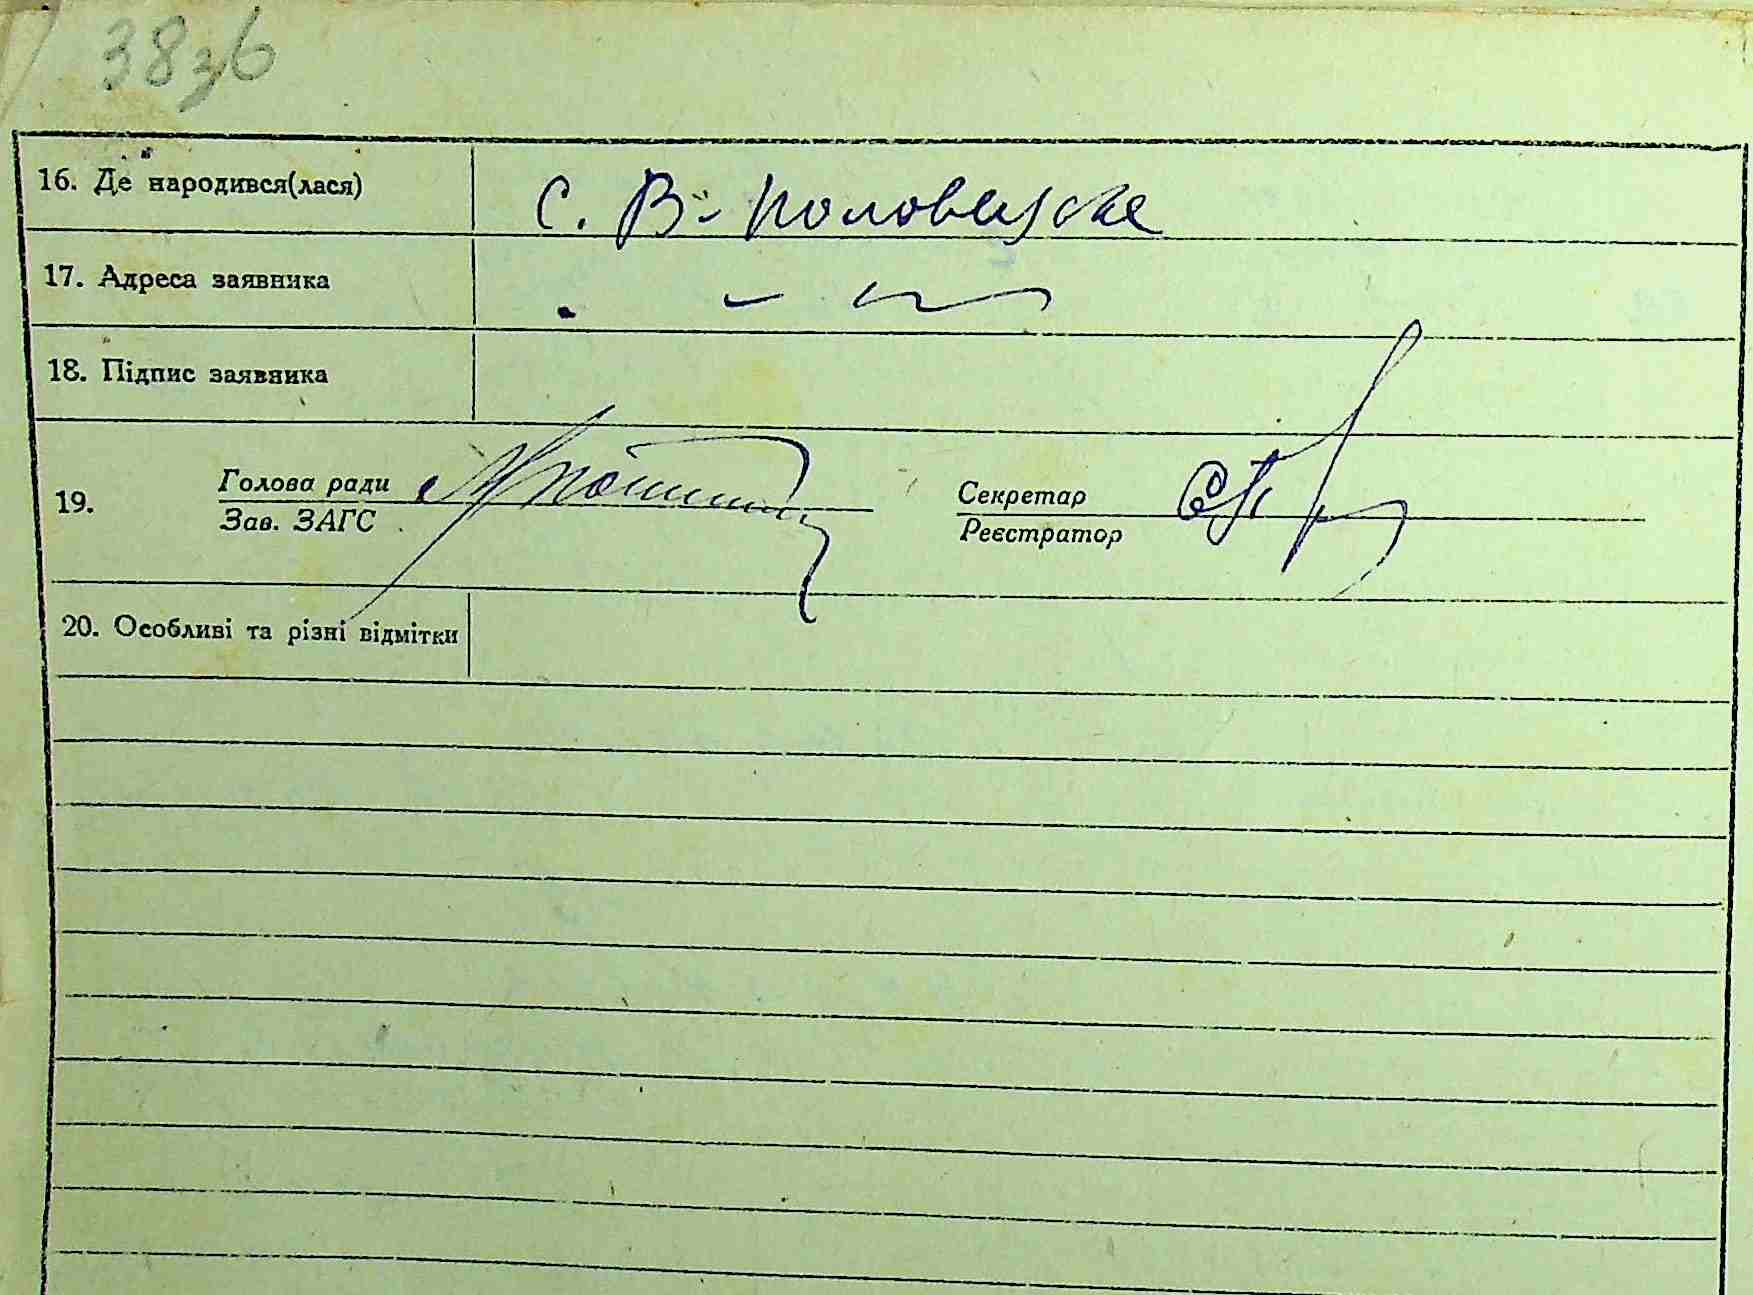 38зб
16. Де народився(лася) с. В-Половецьке
17. Адреса заявника - " -
18. Підпис заявника
19. Голова ради Секретар
Зав. ЗАГС Реєстратор
20. Особливі та різні відмітки